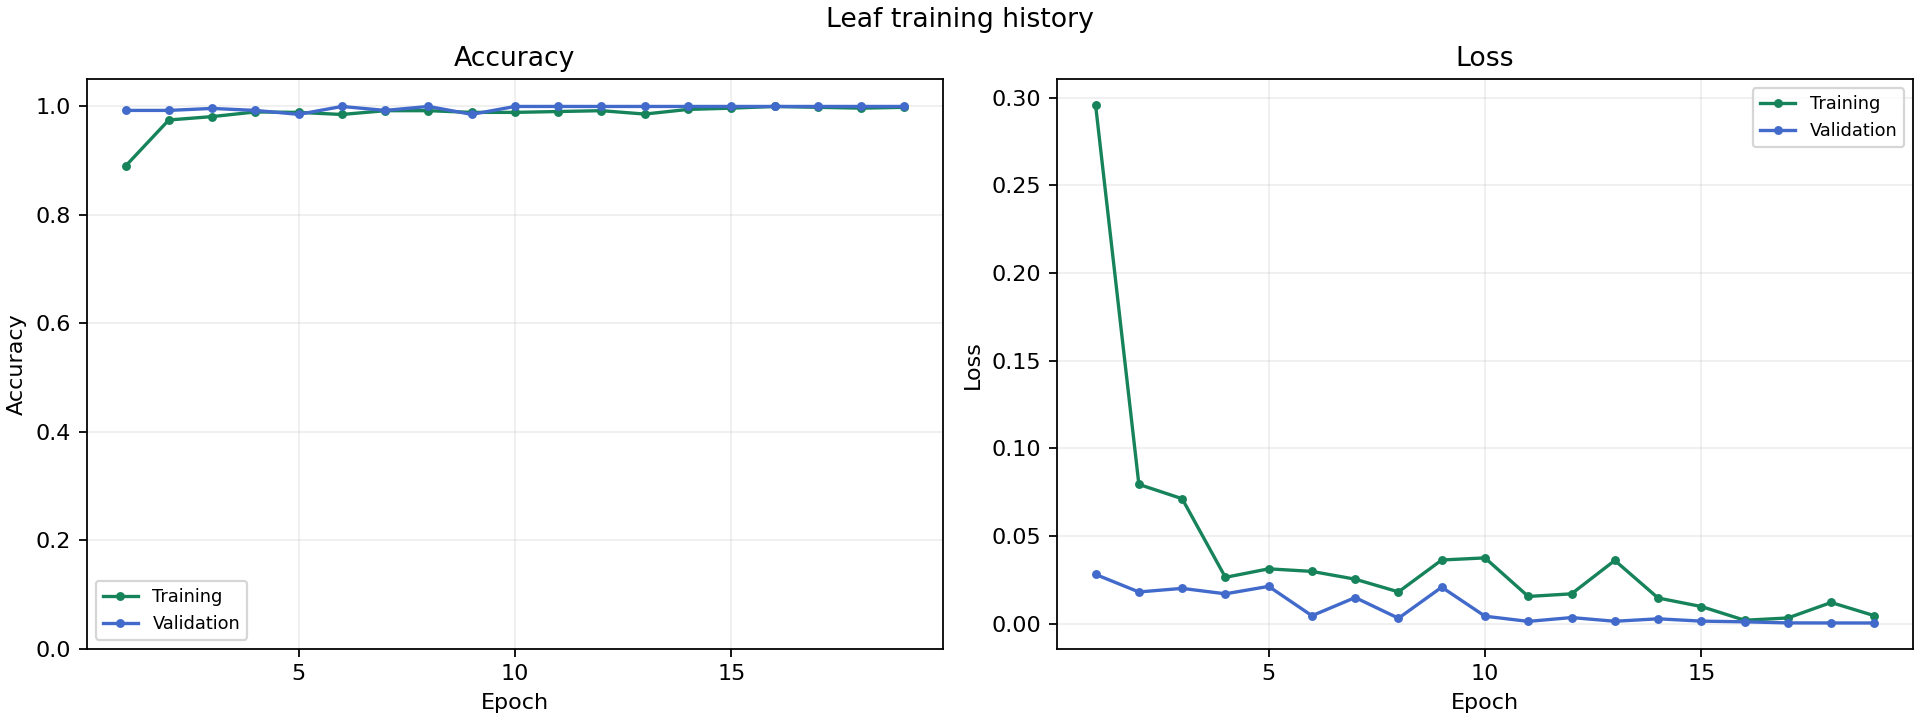 Leaf training history
Accuracy
1.0
0.8
0.6
0.4
0.2
0.0
Accuracy
Training
Validation
5
10
15
Epoch
Loss
0.30
0.25
0.20
0.15
0.10
0.05
0.00
Loss
Training
Validation
5
10
15
Epoch